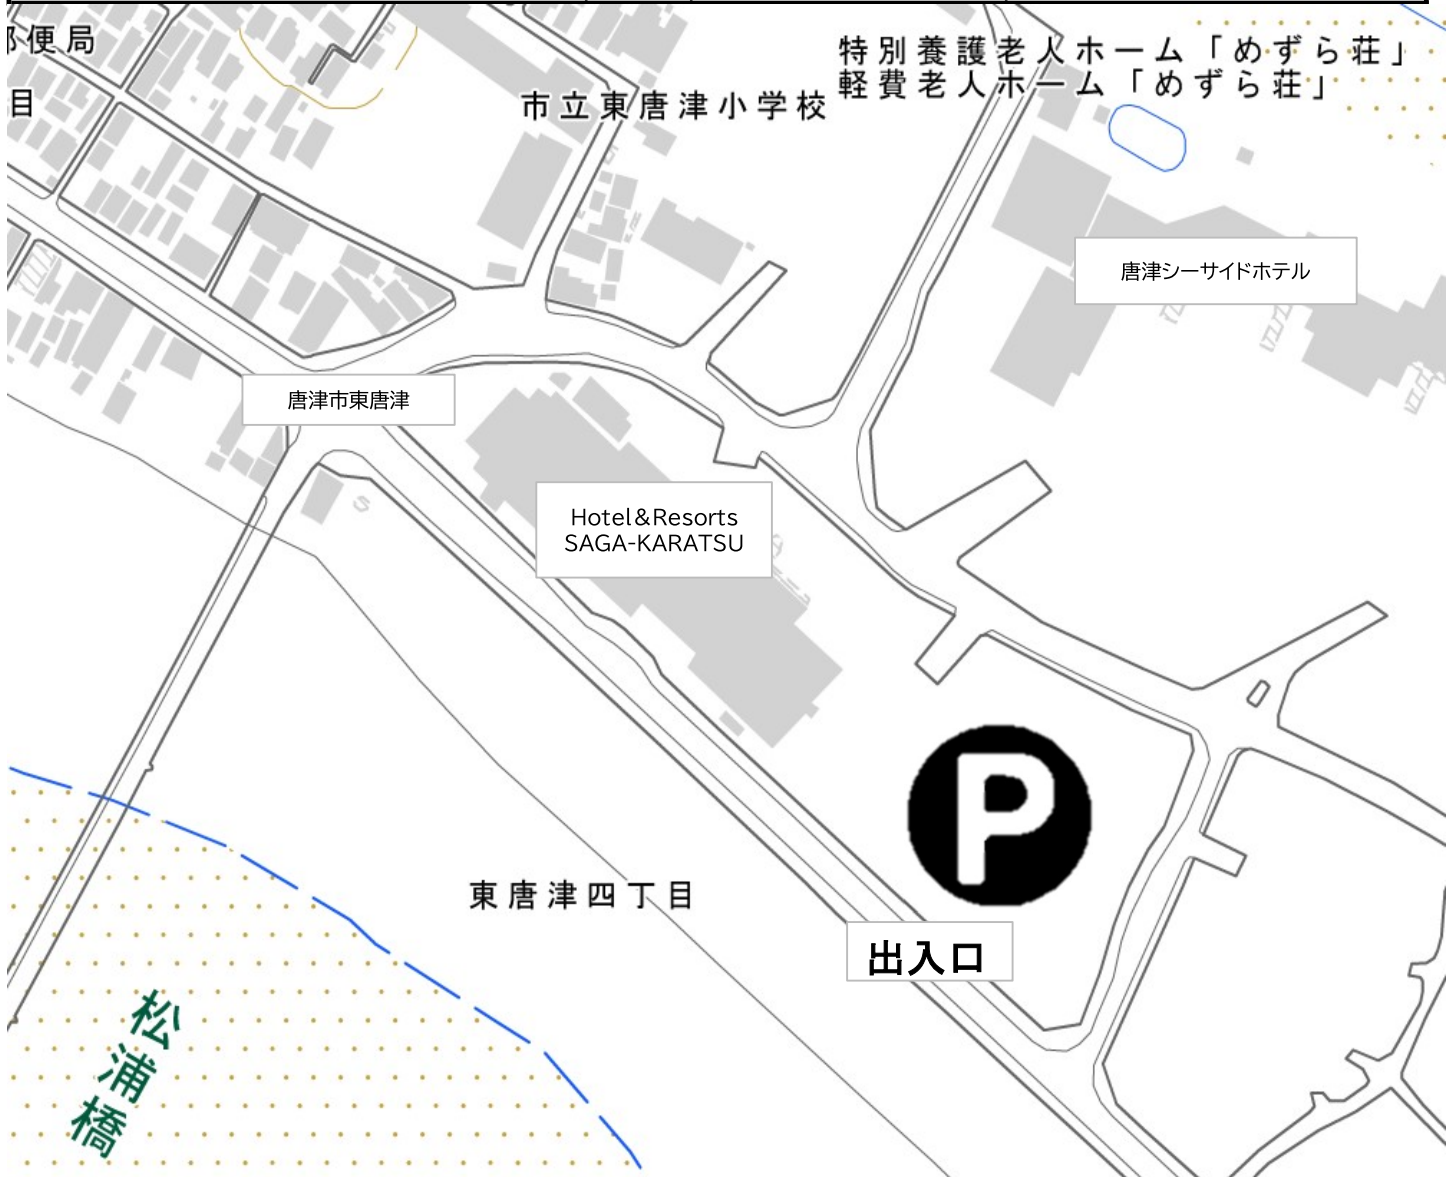 便局
目
特別養護老人ホーム「めずら荘」
軽費老人ホーム「めずら荘」
市立東唐津小学校
唐津シーサイドホテル
唐津市東唐津
Hotel&Resorts
SAGA-KARATSU
P
東唐津四丁目
出入口
松浦橋